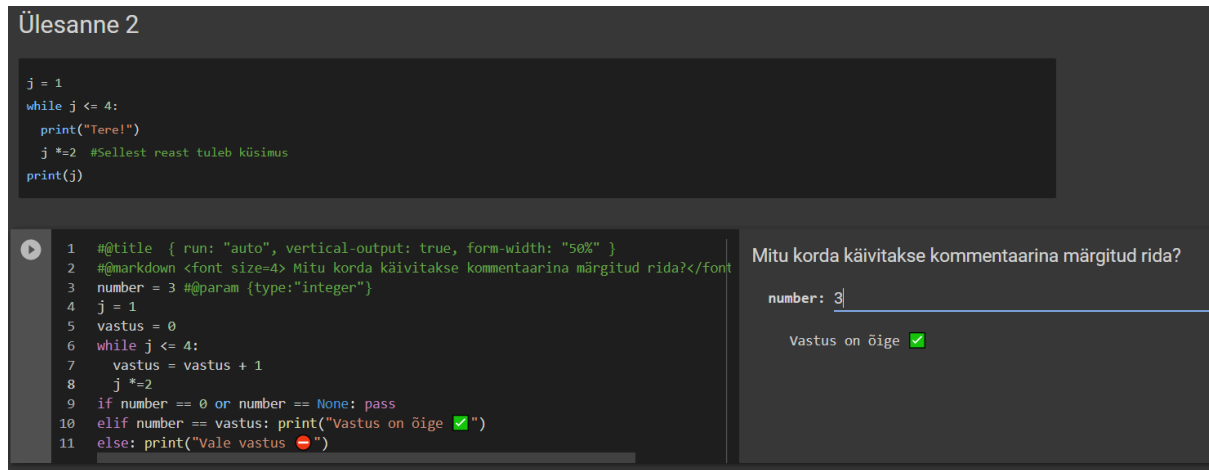 Ülesanne 2
j = 1
while j <= 4:
  print("Tere!")
  j *=2  #Sellest reast tuleb küsimus
print(j)
1 #@title  { run: "auto", vertical-output: true, form-width: "50%" }
2 #@markdown <font size=4> Mitu korda käivitakse kommentaarina märgitud rida?</font
3 number = 3 #@param {type:"integer"}
4 j = 1
5 vastus = 0
6 while j <= 4:
7   vastus = vastus + 1
8   j *=2
9 if number == 0 or number == None: pass
10 elif number == vastus: print("Vastus on õige ✅")
11 else: print("Vale vastus ⛔")
Mitu korda käivitakse kommentaarina märgitud rida?
number: 3
Vastus on õige ✅